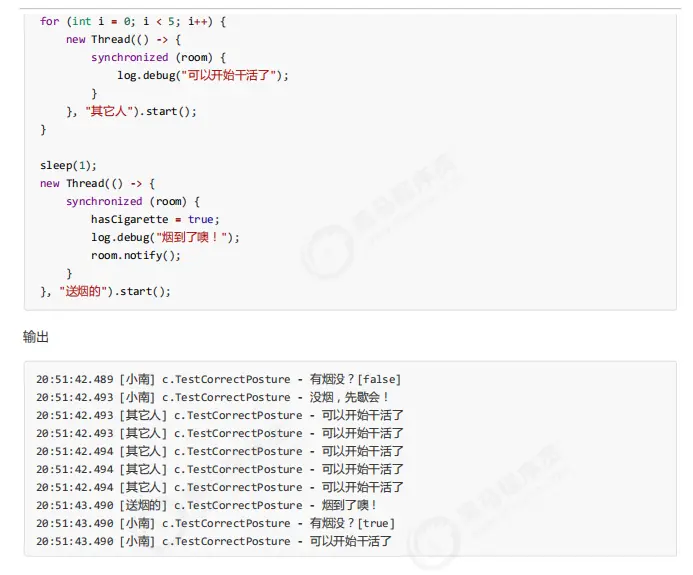 for (int i = 0; i < 5; i++) {
new Thread(() -> {
synchronized (room) {
log.debug("可以开始干活了");
}
}, "其它人").start();
}
sleep(1);
new Thread(() -> {
synchronized (room) {
hasCigarette = true;
log.debug("烟到了噢！");
room.notify();
}
}, "送烟的").start();
输出
20:51:42.489 [小南] c.TestCorrectPosture - 有烟没？[false]
20:51:42.493 [小南] c.TestCorrectPosture - 没烟，先歇会！
20:51:42.493 [其它人] c.TestCorrectPosture - 可以开始干活了
20:51:42.493 [其它人] c.TestCorrectPosture - 可以开始干活了
20:51:42.494 [其它人] c.TestCorrectPosture - 可以开始干活了
20:51:42.494 [其它人] c.TestCorrectPosture - 可以开始干活了
20:51:42.494 [其它人] c.TestCorrectPosture - 可以开始干活了
20:51:43.490 [送烟的] c.TestCorrectPosture - 烟到了噢！
20:51:43.490 [小南] c.TestCorrectPosture - 有烟没？[true]
20:51:43.490 [小南] c.TestCorrectPosture - 可以开始干活了